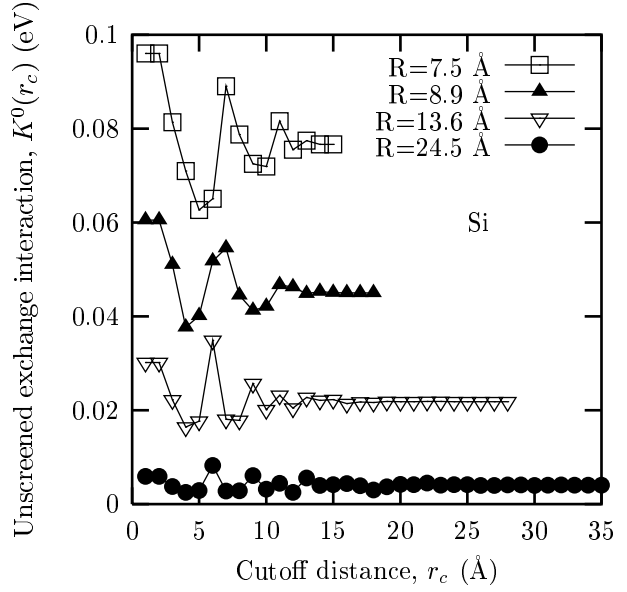 Unscreened exchange interaction, K⁰(r_c) (eV)
0.1
0.08
0.06
0.04
0.02
0
R=7.5 Å
R=8.9 Å
R=13.6 Å
R=24.5 Å
Si
0 5 10 15 20 25 30 35
Cutoff distance, r_c (Å)